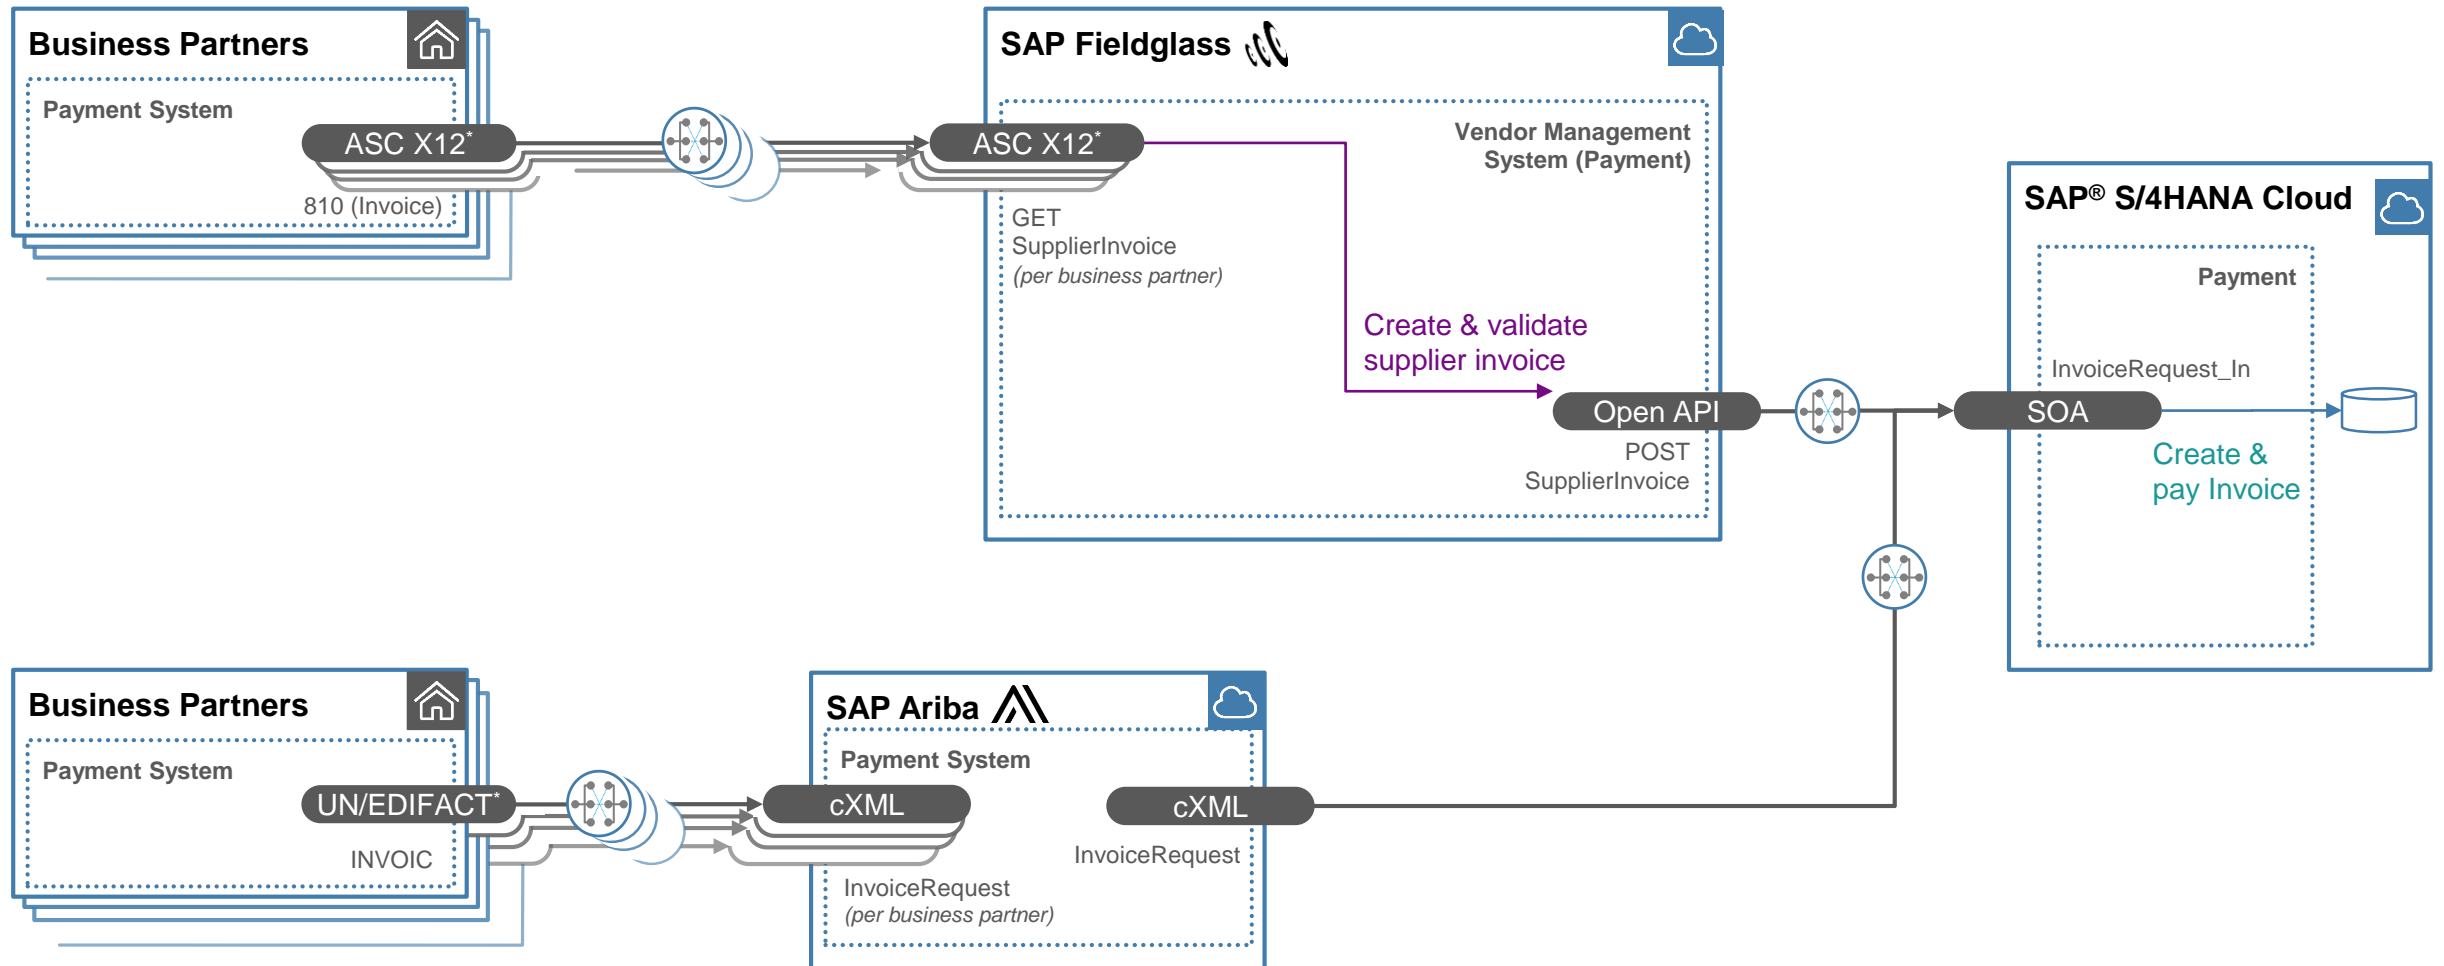 Business Partners
Payment System
ASC X12*
810 (Invoice)
SAP Fieldglass
ASC X12*
Vendor Management
System (Payment)
GET
SupplierInvoice
(per business partner)
Create & validate
supplier invoice
Open API
POST
SupplierInvoice
SAP® S/4HANA Cloud
Payment
InvoiceRequest_In
SOA
Create &
pay Invoice
Business Partners
Payment System
UN/EDIFACT*
INVOIC
SAP Ariba
Payment System
cXML
InvoiceRequest
(per business partner)
cXML
InvoiceRequest